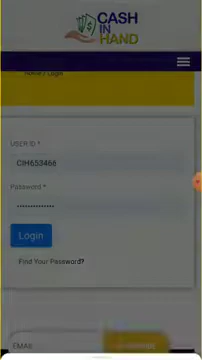 CASH
IN
HAND
USER ID *
CIH653466
Password *
••••••••••••••
Login
Find Your Password?
EMAIL